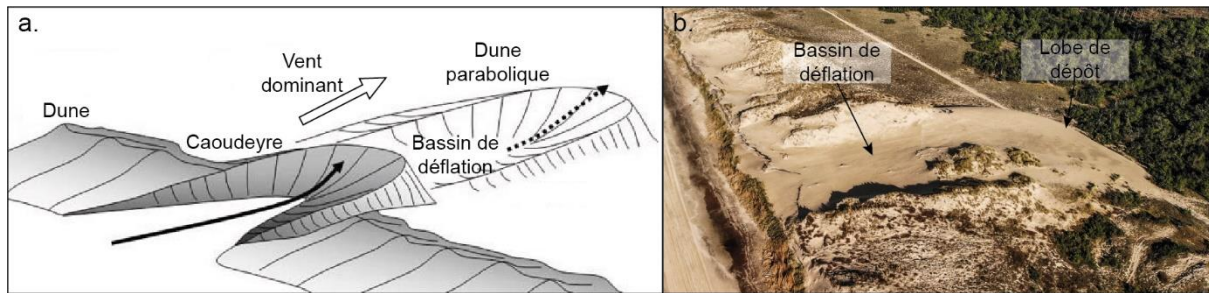 a.
Dune
Caoudeyre
Vent
dominant
Dune
parabolique
Bassin de
déflation
b.
Bassin de
déflation
Lobe de
dépôt